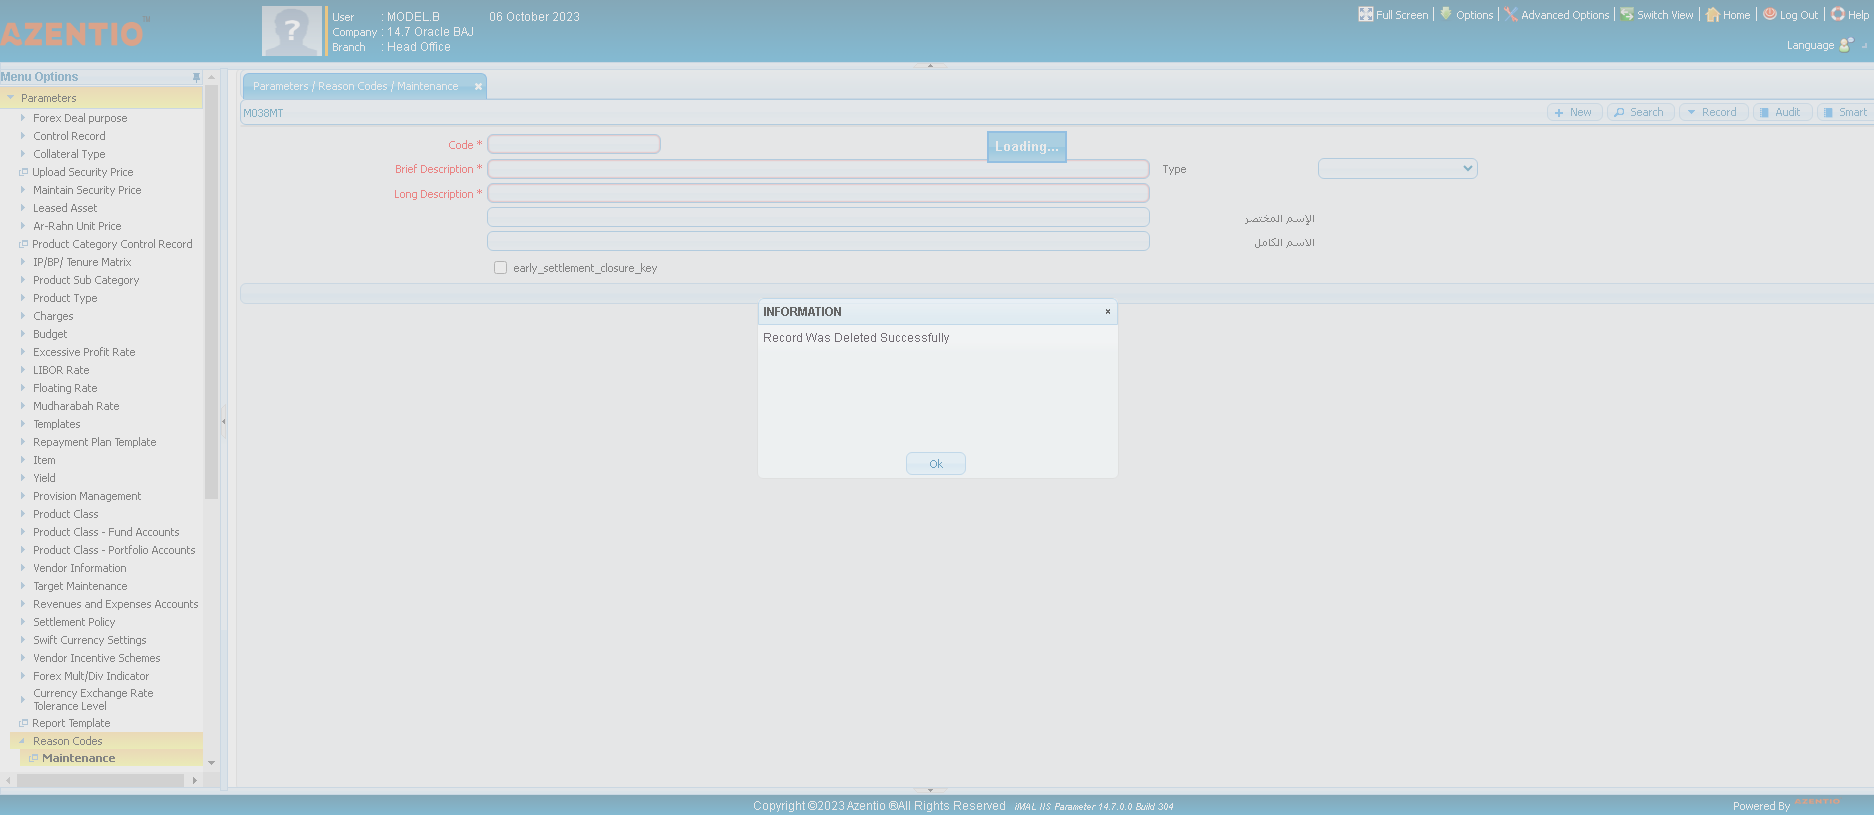 AZENTIO™
User : MODEL.B 06 October 2023
Company : 14.7 Oracle BAJ
Branch : Head Office
Full Screen Options Advanced Options Switch View Home Log Out Help
Language
Menu Options
Parameters
Forex Deal purpose
Control Record
Collateral Type
Upload Security Price
Maintain Security Price
Leased Asset
Ar-Rahn Unit Price
Product Category Control Record
IP/BP/ Tenure Matrix
Product Sub Category
Product Type
Charges
Budget
Excessive Profit Rate
LIBOR Rate
Floating Rate
Mudharabah Rate
Templates
Repayment Plan Template
Item
Yield
Provision Management
Product Class
Product Class - Fund Accounts
Product Class - Portfolio Accounts
Vendor Information
Target Maintenance
Revenues and Expenses Accounts
Settlement Policy
Swift Currency Settings
Vendor Incentive Schemes
Forex Mult/Div Indicator
Currency Exchange Rate
Tolerance Level
Report Template
Reason Codes
Maintenance
Parameters / Reason Codes / Maintenance
M038MT
New Search Record Audit Smart
Code *
Loading...
Brief Description *
Type
Long Description *
الإسم المختصر
الاسم الكامل
early_settlement_closure_key
INFORMATION
Record Was Deleted Successfully
Ok
Copyright ©2023 Azentio ®All Rights Reserved iMAL IIS Parameter 14.7.0.0 Build 304
Powered By AZENTIO